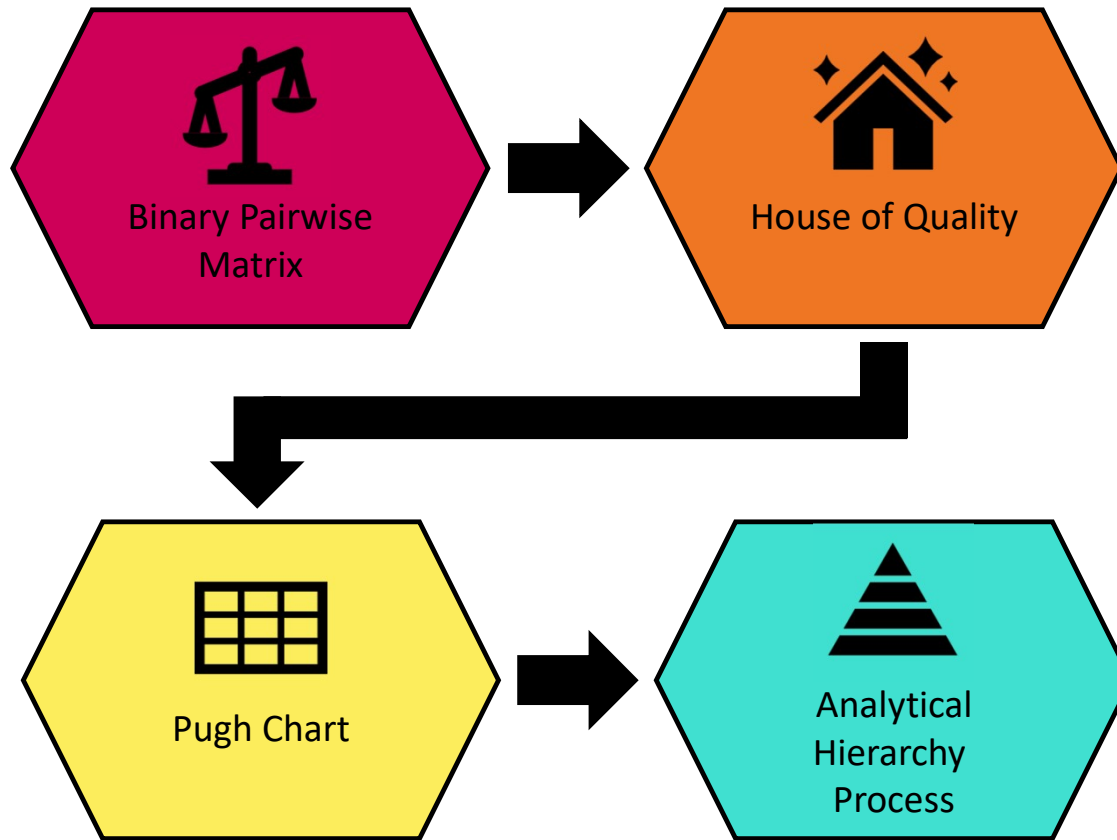 Binary Pairwise
Matrix
House of Quality
Pugh Chart
Analytical
Hierarchy
Process